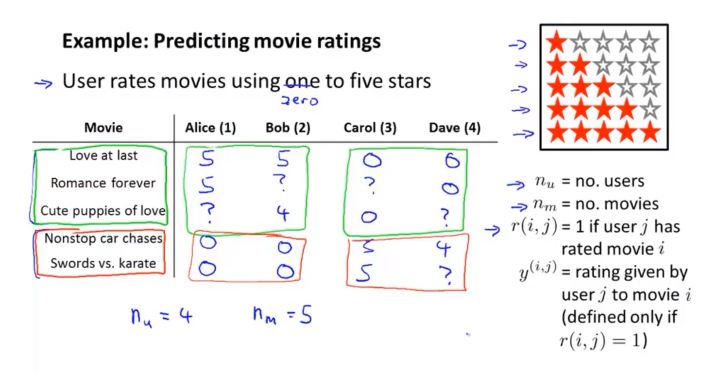 Example: Predicting movie ratings
→ User rates movies using one to five stars
zero
Movie Alice (1) Bob (2) Carol (3) Dave (4)
Love at last 5 5 0 0
Romance forever 5 ? ? 0
Cute puppies of love ? 4 0 ?
Nonstop car chases 0 0 5 4
Swords vs. karate 0 0 5 ?
n_u = 4 n_m = 5
→ n_u = no. users
→ n_m = no. movies
→ r(i, j) = 1 if user j has
rated movie i
y^(i,j) = rating given by
user j to movie i
(defined only if
r(i, j) = 1)